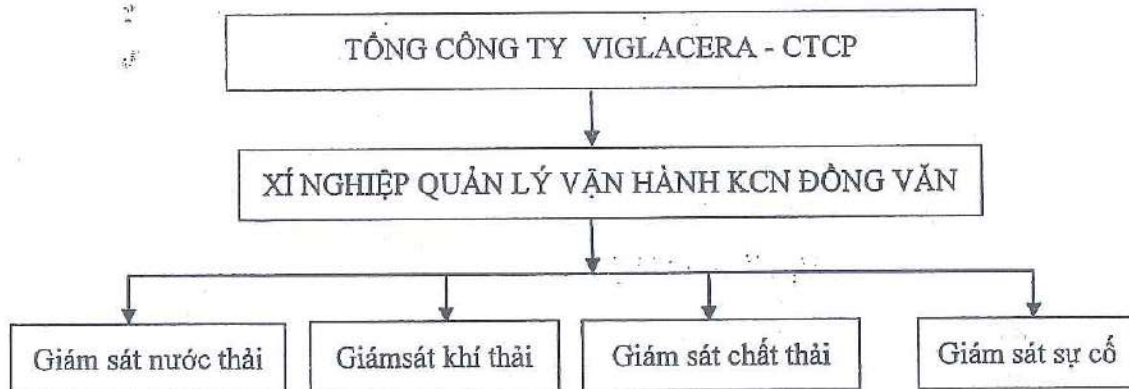 TỔNG CÔNG TY VIGLACERA - CTCP
XÍ NGHIỆP QUẢN LÝ VẬN HÀNH KCN ĐỒNG VĂN
Giám sát nước thải
Giámsát khí thải
Giám sát chất thải
Giám sát sự cố